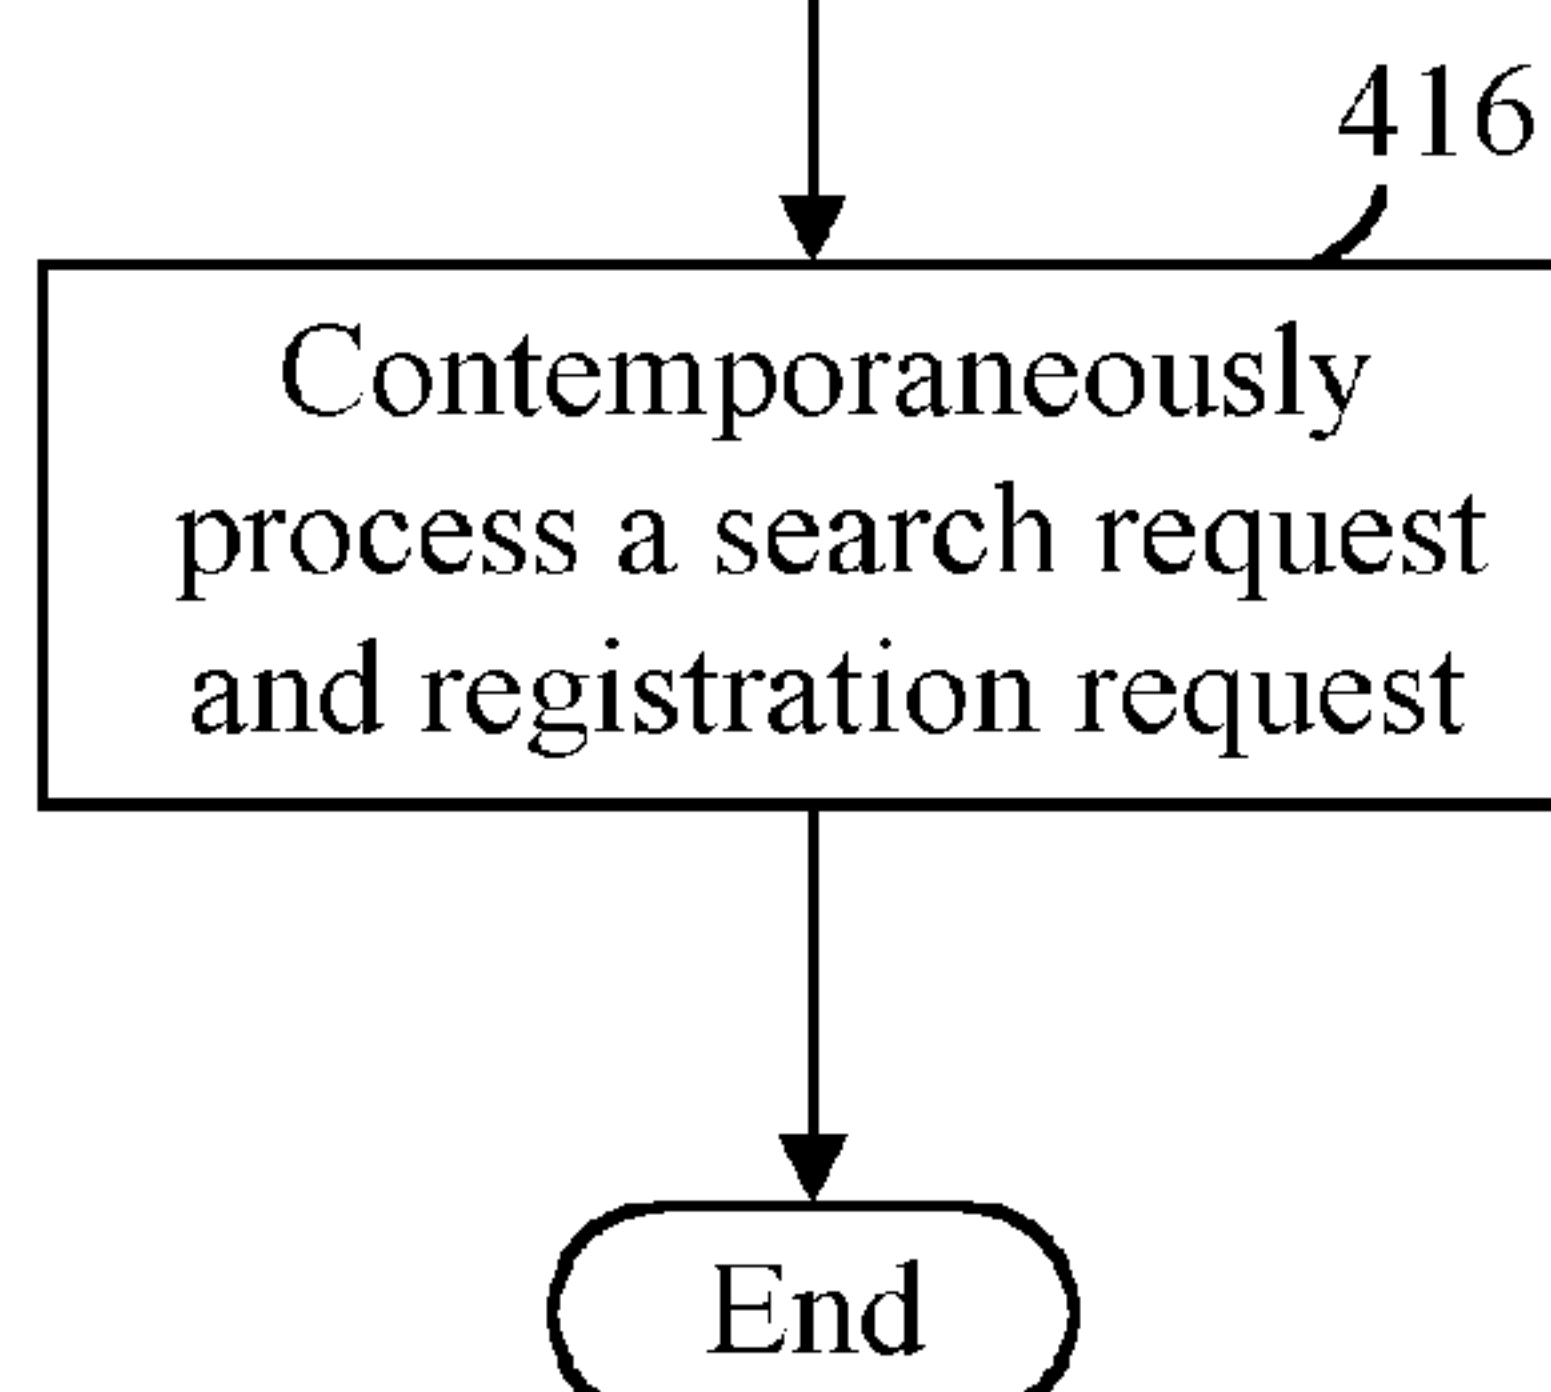 416
Contemporaneously
process a search request
and registration request
End